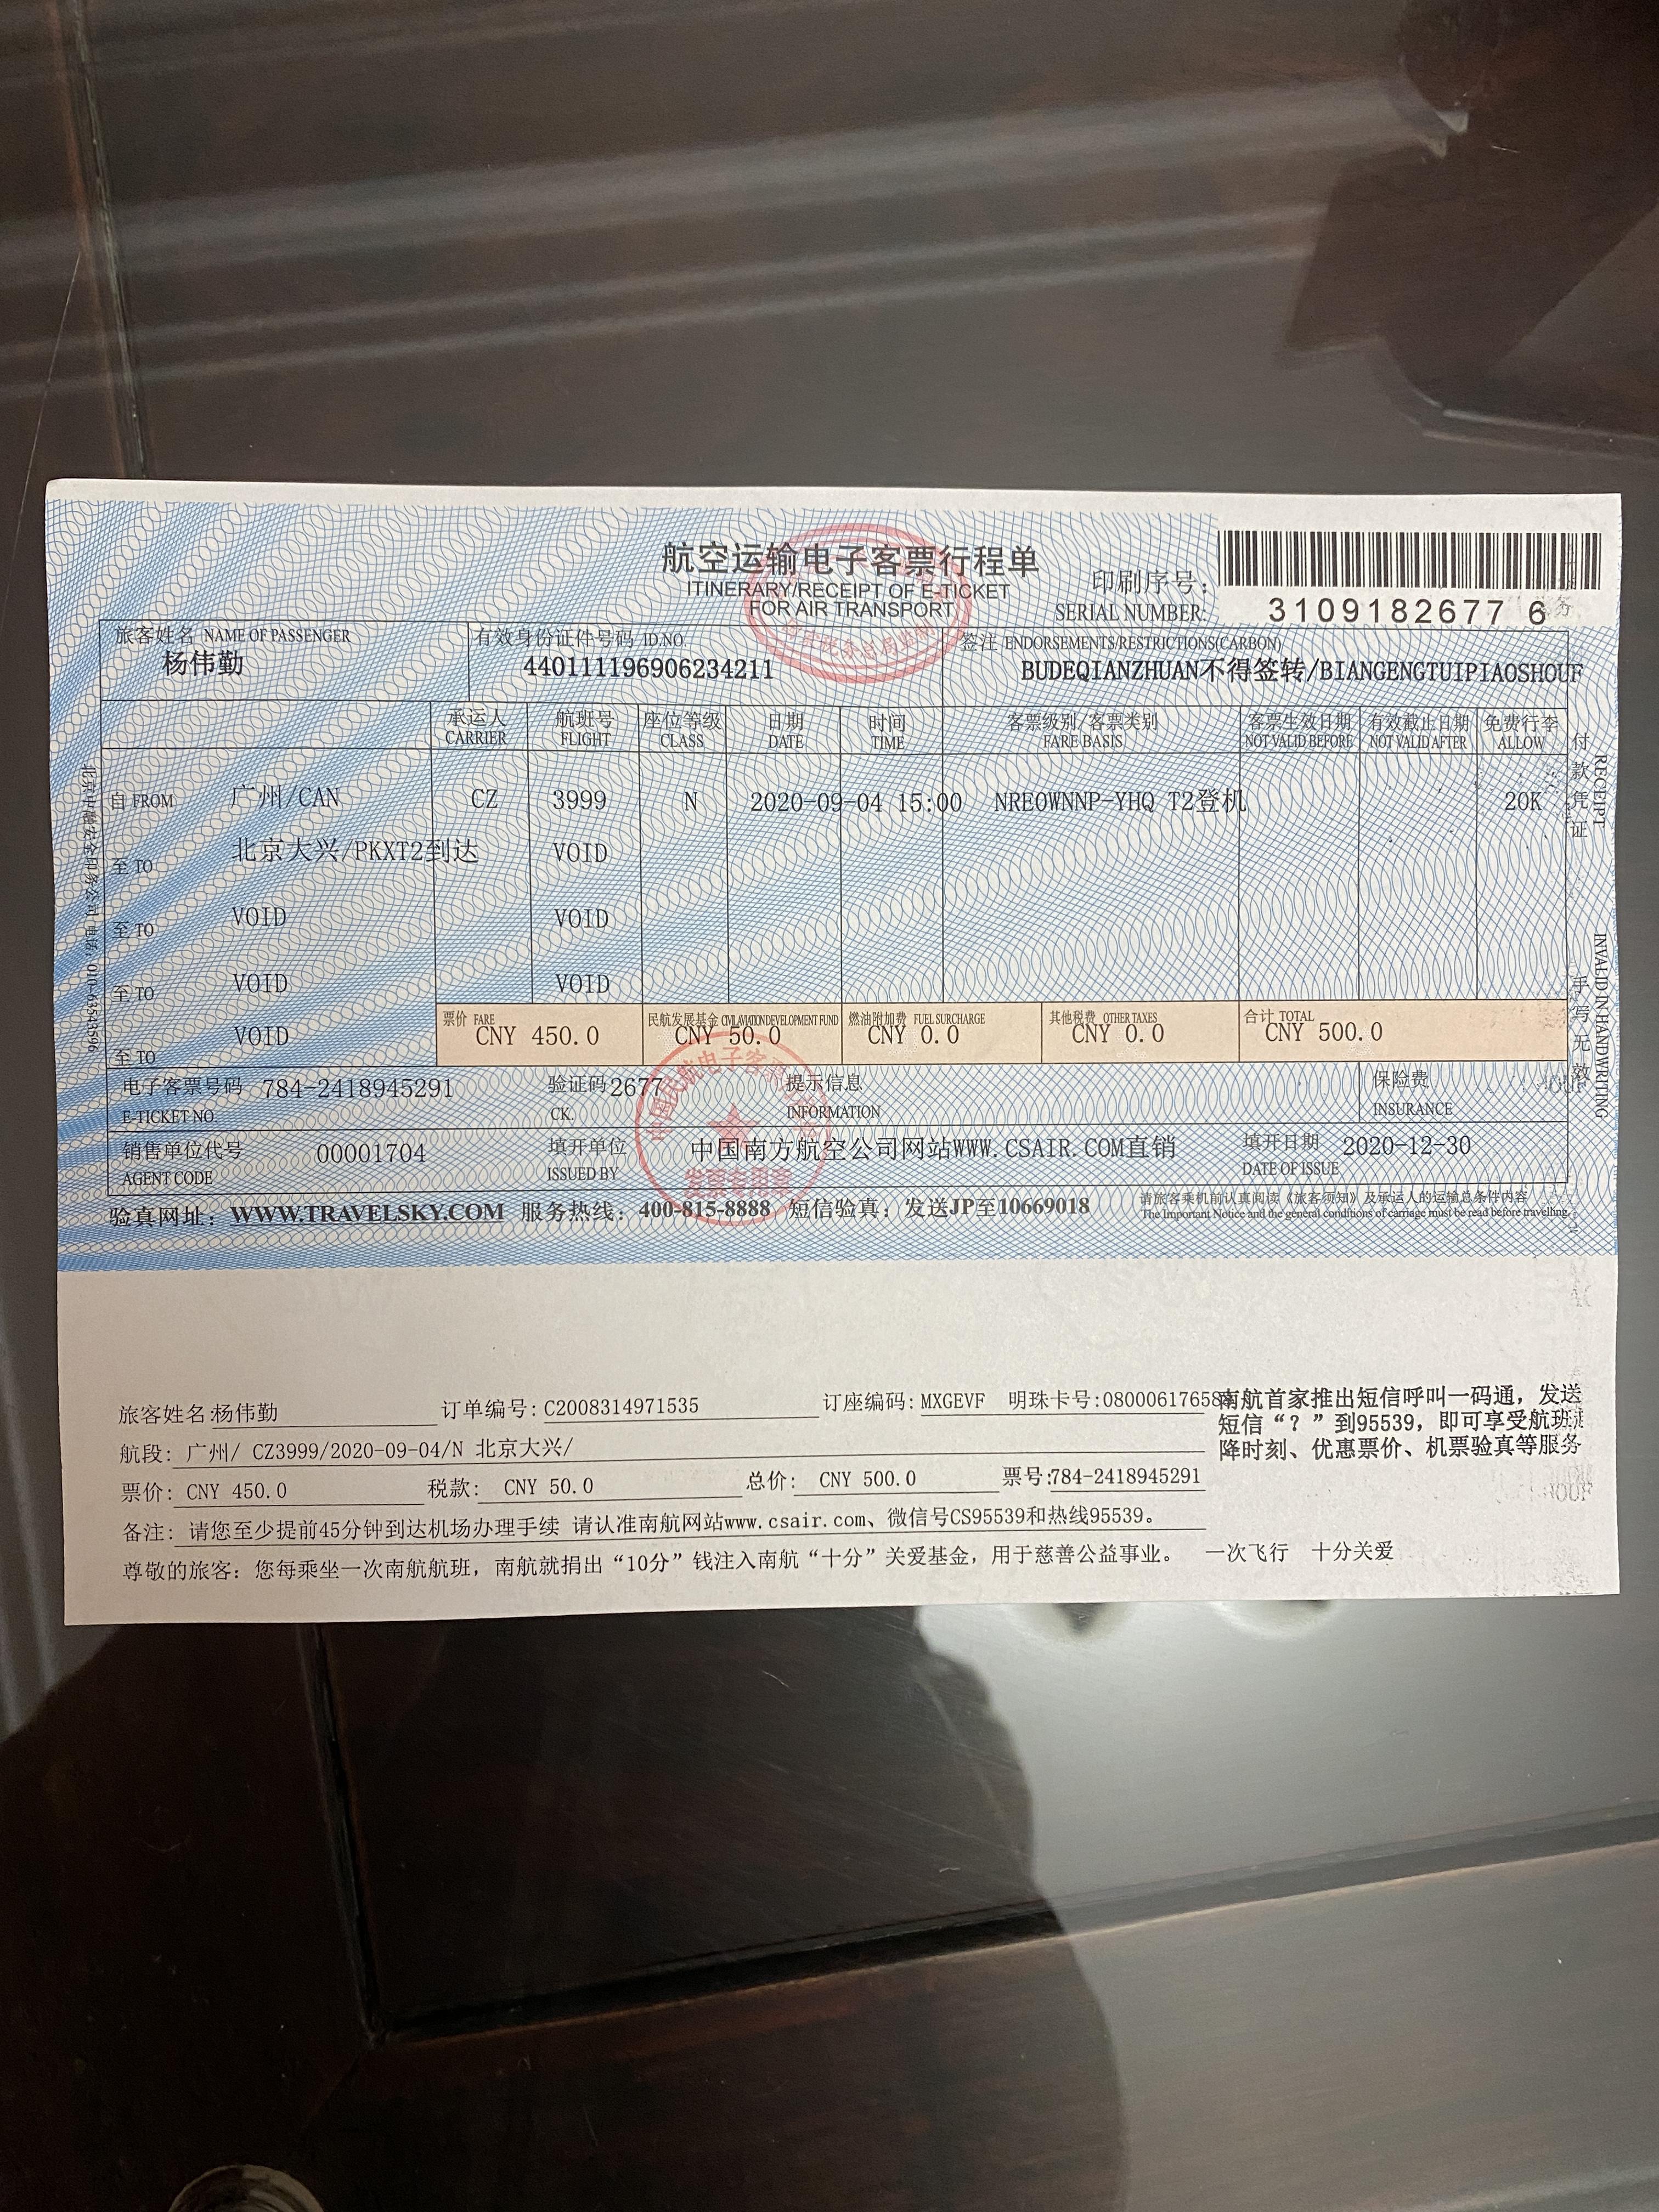 航空运输电子客票行程单
ITINERARY/RECEIPT OF E-TICKET
FOR AIR TRANSPORT
印刷序号:
SERIAL NUMBER: 3109182677 6
旅客姓名 NAME OF PASSENGER 有效身份证件号码 ID.NO. 签注 ENDORSEMENTS/RESTRICTIONS(CARBON)
杨伟勤 440111196906234211 BUDEQIANZHUAN不得签转/BIANGENGTUIPIAOSHOUF
承运人 航班号 座位等级 日期 时间 客票级别/客票类别 客票生效日期 有效截止日期 免费行李
CARRIER FLIGHT CLASS DATE TIME FARE BASIS NOT VALID BEFORE NOT VALID AFTER ALLOW
自 FROM 广州/CAN CZ 3999 N 2020-09-04 15:00 NREOWNNP-YHQ T2登机 20K
至 TO 北京大兴/PKXT2到达 VOID
至 TO VOID VOID
至 TO VOID VOID
至 TO VOID
票价 FARE 民航发展基金 CIVIL AVIATION DEVELOPMENT FUND 燃油附加费 FUEL SURCHARGE 其他税费 OTHER TAXES 合计 TOTAL
CNY 450.0 CNY 50.0 CNY 0.0 CNY 0.0 CNY 500.0
电子客票号码 784-2418945291 验证码 2677 提示信息 保险费
E-TICKET NO. CK. INFORMATION INSURANCE
销售单位代号 00001704 填开单位 中国南方航空公司网站WWW.CSAIR.COM直销 填开日期 2020-12-30
AGENT CODE ISSUED BY DATE OF ISSUE
验真网址: WWW.TRAVELSKY.COM 服务热线: 400-815-8888 短信验真: 发送JP至10669018
请旅客乘机前认真阅读《旅客须知》及承运人的运输总条件内容
The Important Notice and the general conditions of carriage must be read before travelling.
付款凭证 手写无效
RECEIPT INVALID IN HANDWRITING
发票专用章
旅客姓名:杨伟勤 订单编号: C2008314971535 订座编码: MXGEVF 明珠卡号:08000617658
南航首家推出短信呼叫一码通,发送
短信“?”到95539,即可享受航班
降时刻、优惠票价、机票验真等服务
航段: 广州/ CZ3999/2020-09-04/N 北京大兴/
票价: CNY 450.0 税款: CNY 50.0 总价: CNY 500.0 票号:784-2418945291
备注: 请您至少提前45分钟到达机场办理手续 请认准南航网站www.csair.com、微信号CS95539和热线95539。
尊敬的旅客: 您每乘坐一次南航航班, 南航就捐出“10分”钱注入南航“十分”关爱基金, 用于慈善公益事业。 一次飞行 十分关爱